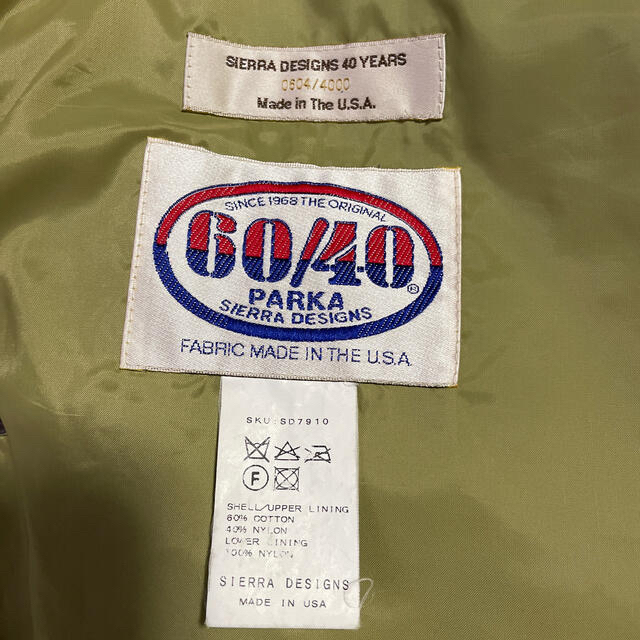 SIERRA DESIGNS 40 YEARS
0604/4000
Made in The U.S.A.
SINCE 1968 THE ORIGINAL
60/40®
PARKA
SIERRA DESIGNS
FABRIC MADE IN THE U.S.A.
SKU:SD7910
F
SHELL/UPPER LINING
60% COTTON
40% NYLON
LOWER LINING
100% NYLON
SIERRA DESIGNS
MADE IN USA